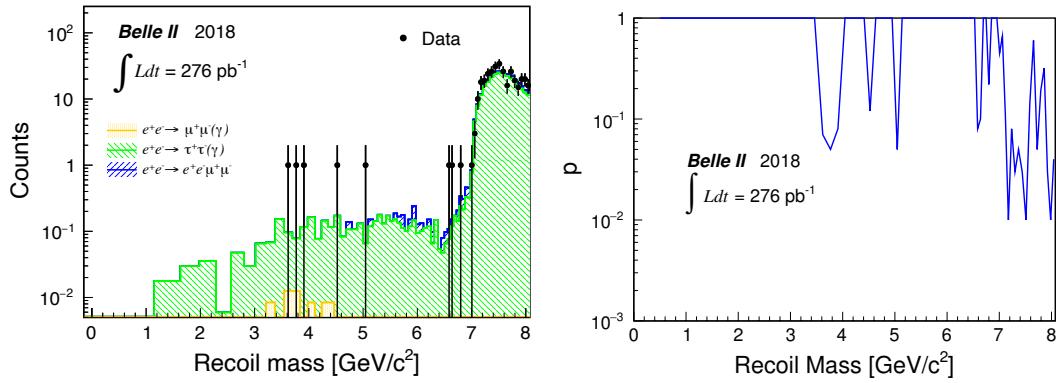 Belle II 2018
∫ Ldt = 276 pb⁻¹
Data
e⁺e⁻→ μ⁺μ⁻(γ)
e⁺e⁻→ τ⁺τ⁻(γ)
e⁺e⁻→ e⁺e⁻μ⁺μ⁻
Counts
10²
10
1
10⁻¹
10⁻²
0 1 2 3 4 5 6 7 8
Recoil mass [GeV/c²]
Belle II 2018
∫ Ldt = 276 pb⁻¹
p
1
10⁻¹
10⁻²
10⁻³
0 1 2 3 4 5 6 7 8
Recoil Mass [GeV/c²]